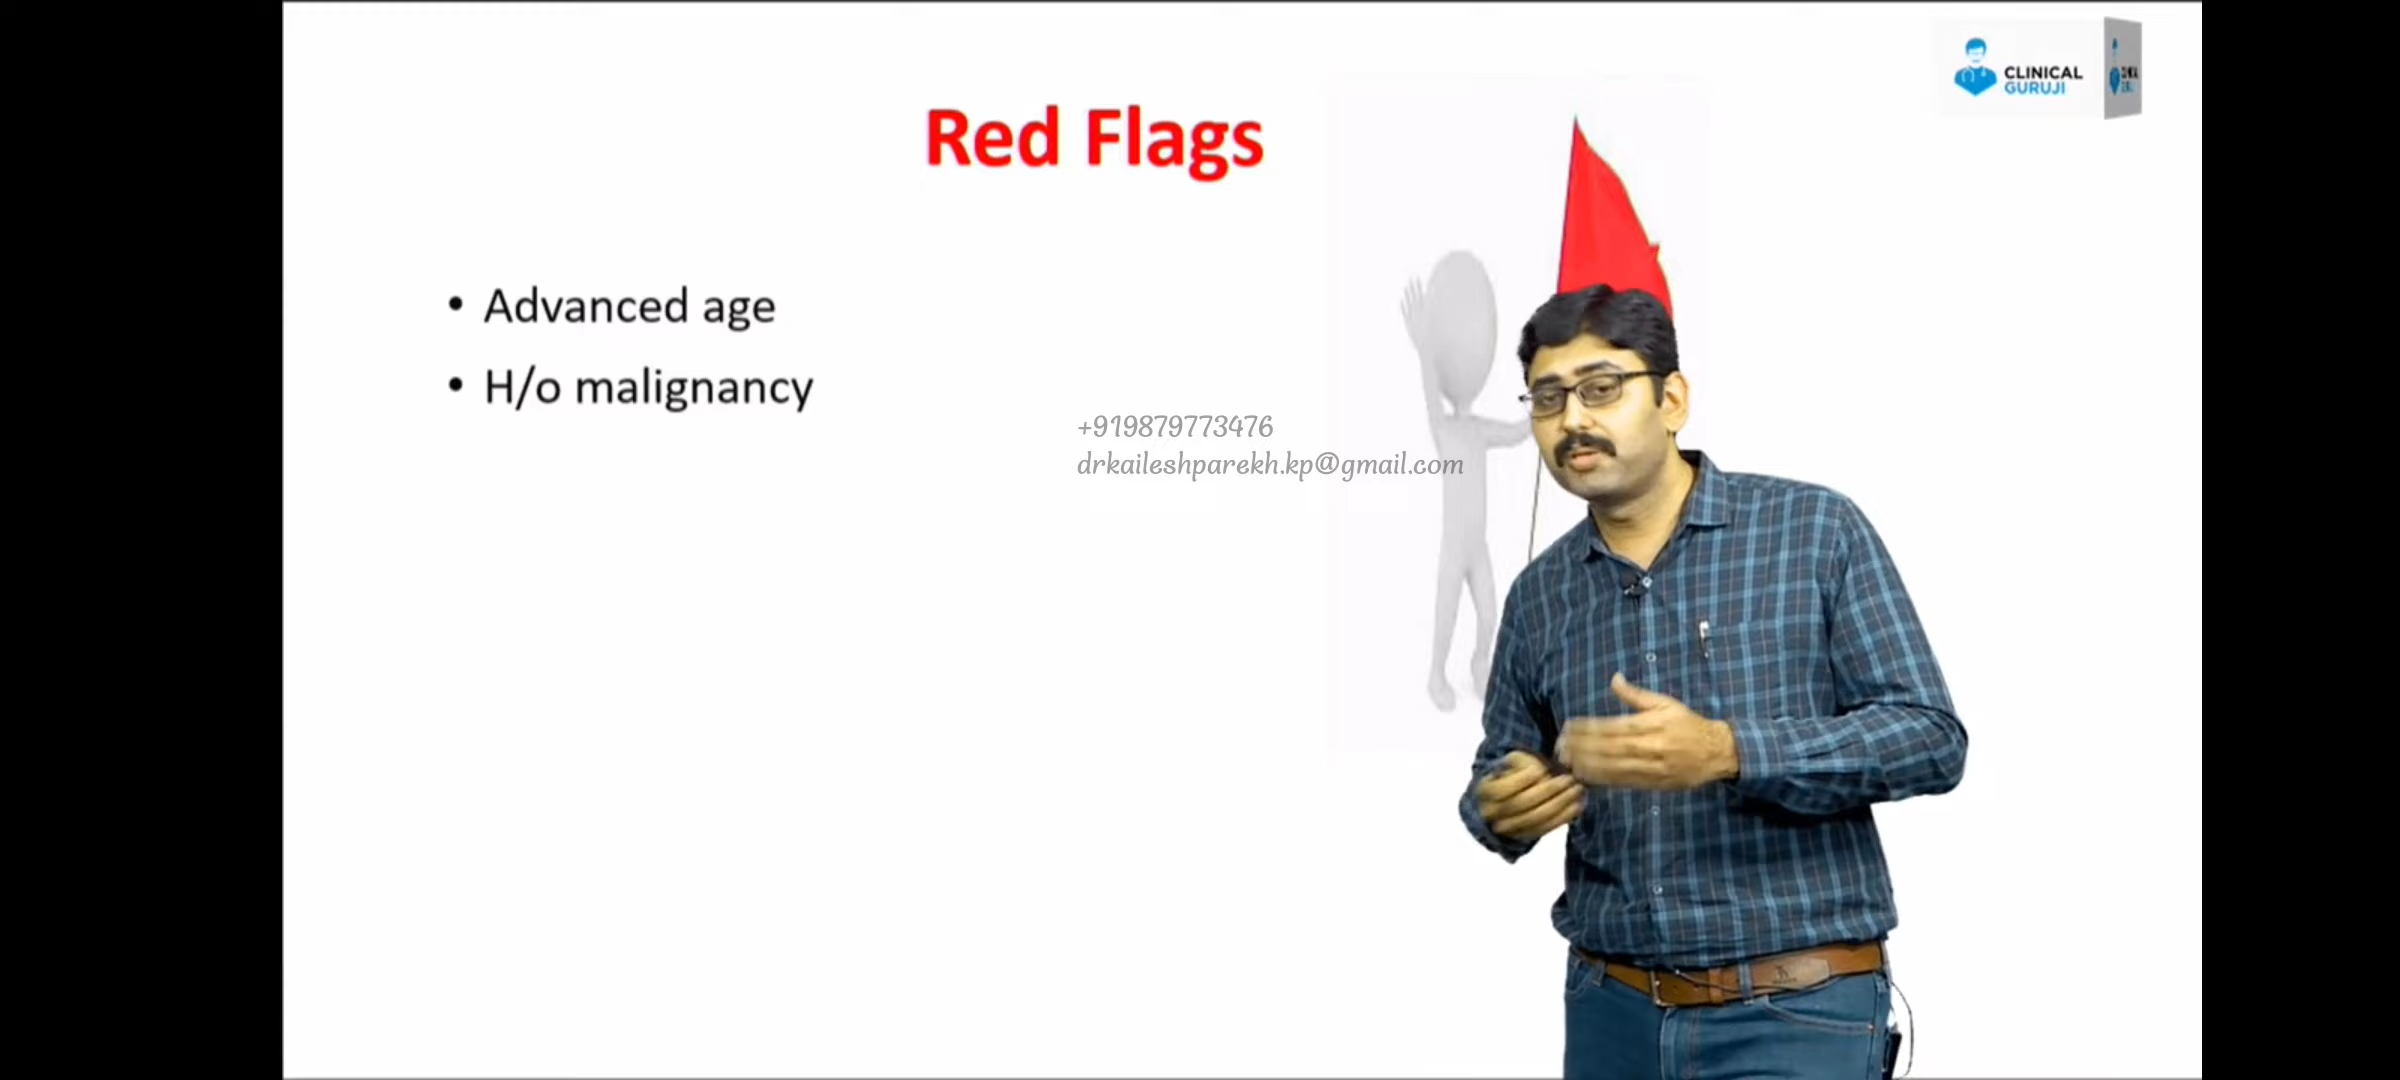 CLINICAL
GURUJI
Red Flags
• Advanced age
• H/o malignancy
+919879773476
drkaileshparekh.kp@gmail.com